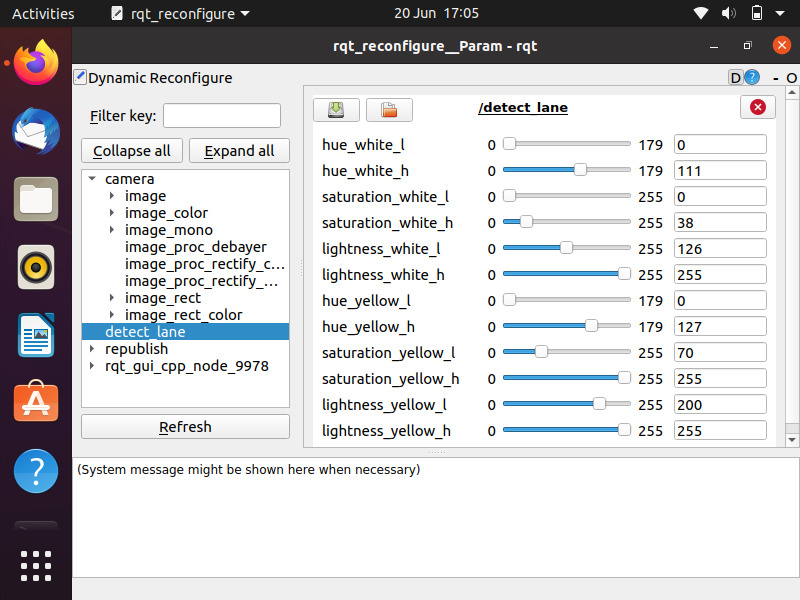 Activities rqt_reconfigure 20 Jun 17:05
rqt_reconfigure__Param - rqt
Dynamic Reconfigure D ? - O
Filter key:
Collapse all Expand all
camera
image
image_color
image_mono
image_proc_debayer
image_proc_rectify_c...
image_proc_rectify_...
image_rect
image_rect_color
detect_lane
republish
rqt_gui_cpp_node_9978
Refresh
/detect_lane
hue_white_l 0 179 0
hue_white_h 0 179 111
saturation_white_l 0 255 0
saturation_white_h 0 255 38
lightness_white_l 0 255 126
lightness_white_h 0 255 255
hue_yellow_l 0 179 0
hue_yellow_h 0 179 127
saturation_yellow_l 0 255 70
saturation_yellow_h 0 255 255
lightness_yellow_l 0 255 200
lightness_yellow_h 0 255 255
(System message might be shown here when necessary)